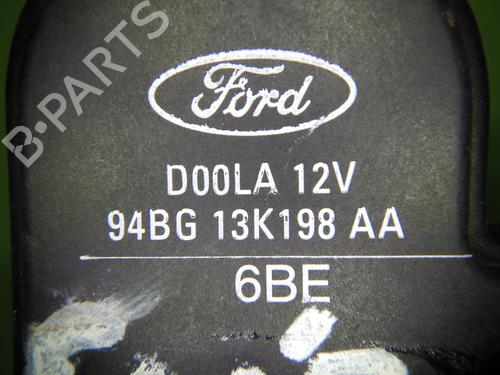 B-PARTS
Ford
D00LA 12V
94BG 13K198 AA
6BE